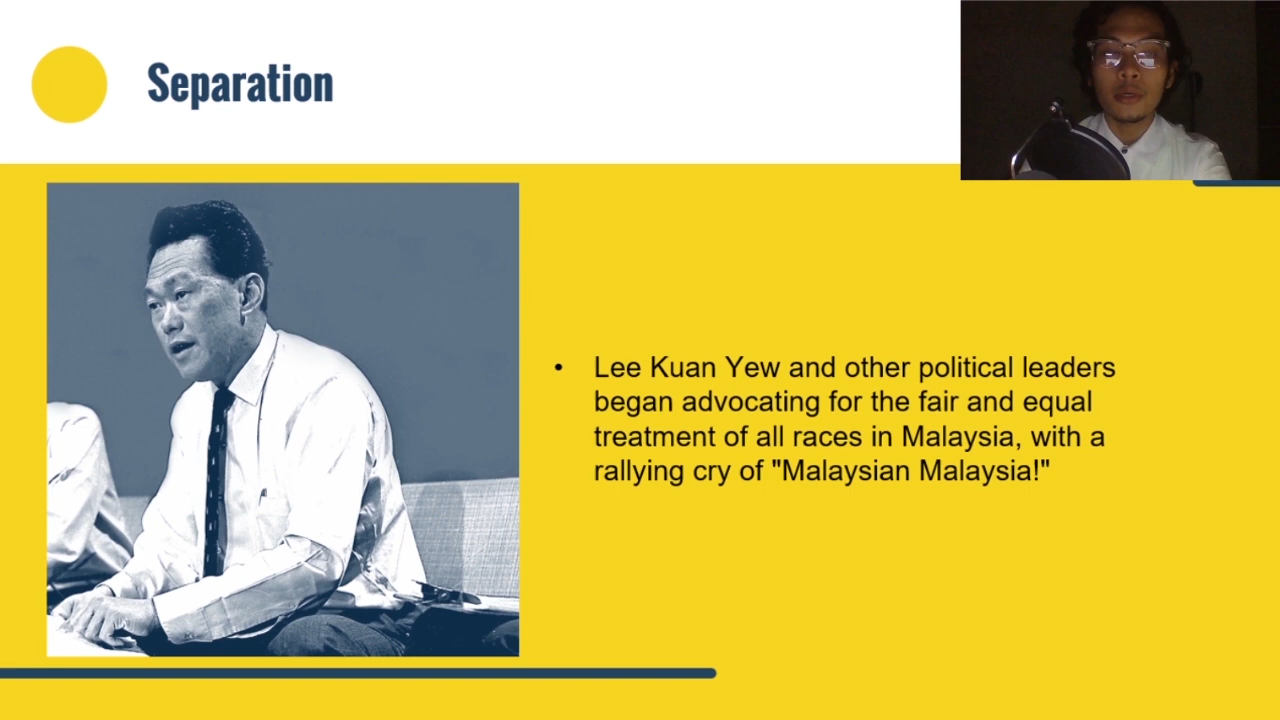 Separation
• Lee Kuan Yew and other political leaders
began advocating for the fair and equal
treatment of all races in Malaysia, with a
rallying cry of "Malaysian Malaysia!"